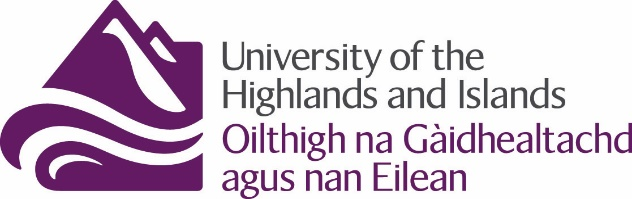 University of the
Highlands and Islands
Oilthigh na Gàidhealtachd
agus nan Eilean